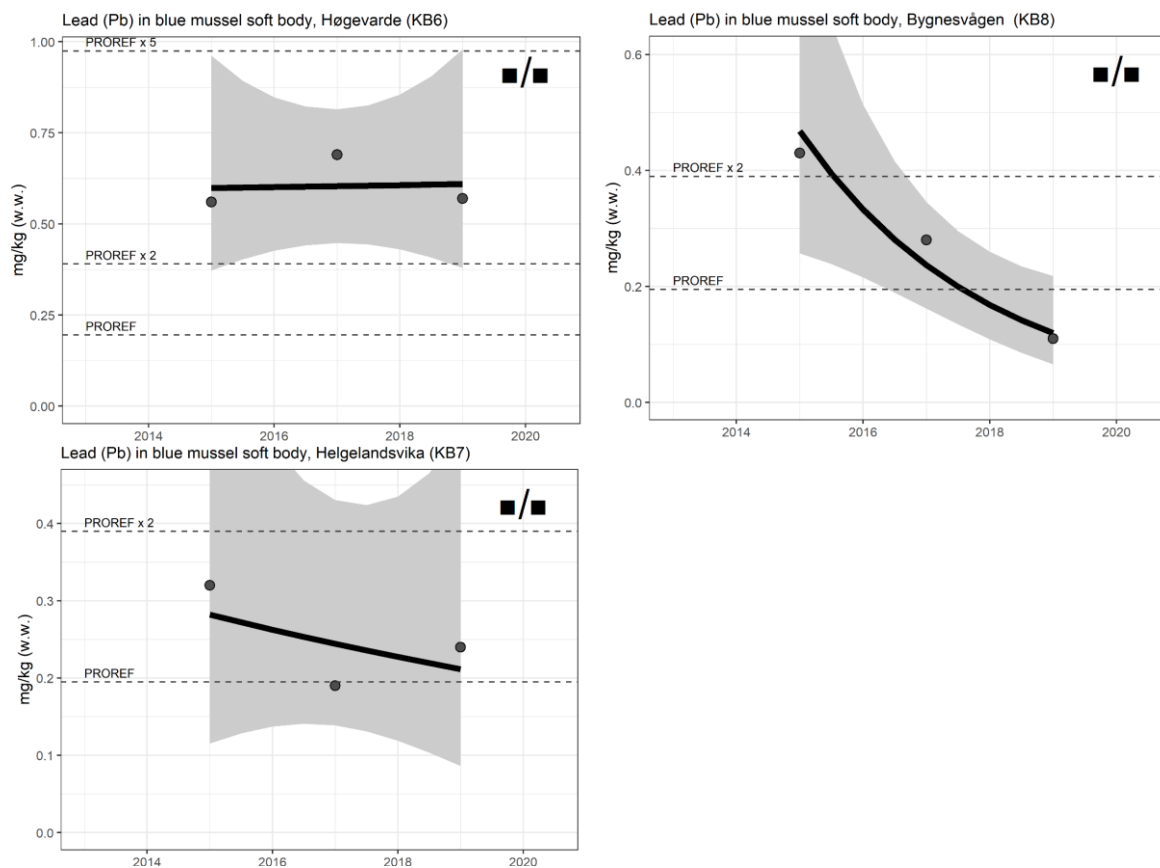 Lead (Pb) in blue mussel soft body, Høgevarde (KB6)
mg/kg (w.w.)
1.00
0.75
0.50
0.25
0.00
PROREF x 5
PROREF x 2
PROREF
■/■
2014
2016
2018
2020
Lead (Pb) in blue mussel soft body, Bygnesvågen (KB8)
mg/kg (w.w.)
0.6
0.4
0.2
0.0
PROREF x 2
PROREF
■/■
2014
2016
2018
2020
Lead (Pb) in blue mussel soft body, Helgelandsvika (KB7)
mg/kg (w.w.)
0.4
0.3
0.2
0.1
0.0
PROREF x 2
PROREF
■/■
2014
2016
2018
2020